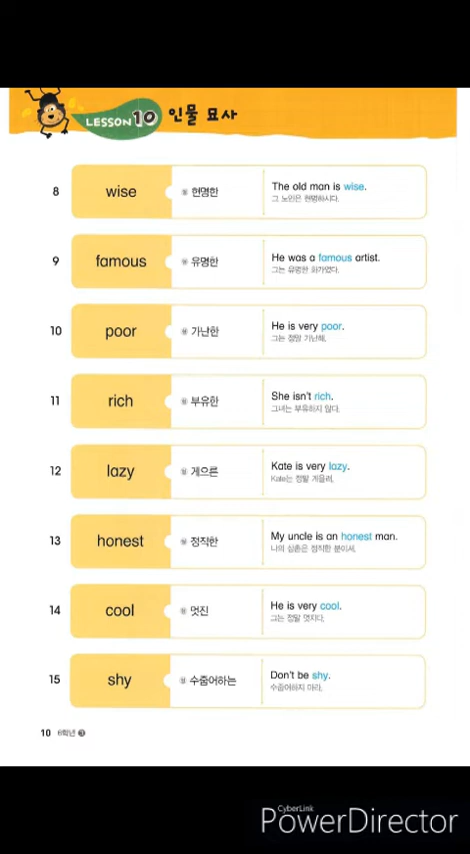 LESSON 10 인물 묘사
8 wise 형 현명한 The old man is wise.
그 노인은 현명하시다.
9 famous 형 유명한 He was a famous artist.
그는 유명한 화가였다.
10 poor 형 가난한 He is very poor.
그는 정말 가난해.
11 rich 형 부유한 She isn't rich.
그녀는 부유하지 않다.
12 lazy 형 게으른 Kate is very lazy.
Kate는 정말 게을러.
13 honest 형 정직한 My uncle is an honest man.
나의 삼촌은 정직한 분이셔.
14 cool 형 멋진 He is very cool.
그는 정말 멋지다.
15 shy 형 수줍어하는 Don't be shy.
수줍어하지 마라.
10 6학년 3
CyberLink
PowerDirector